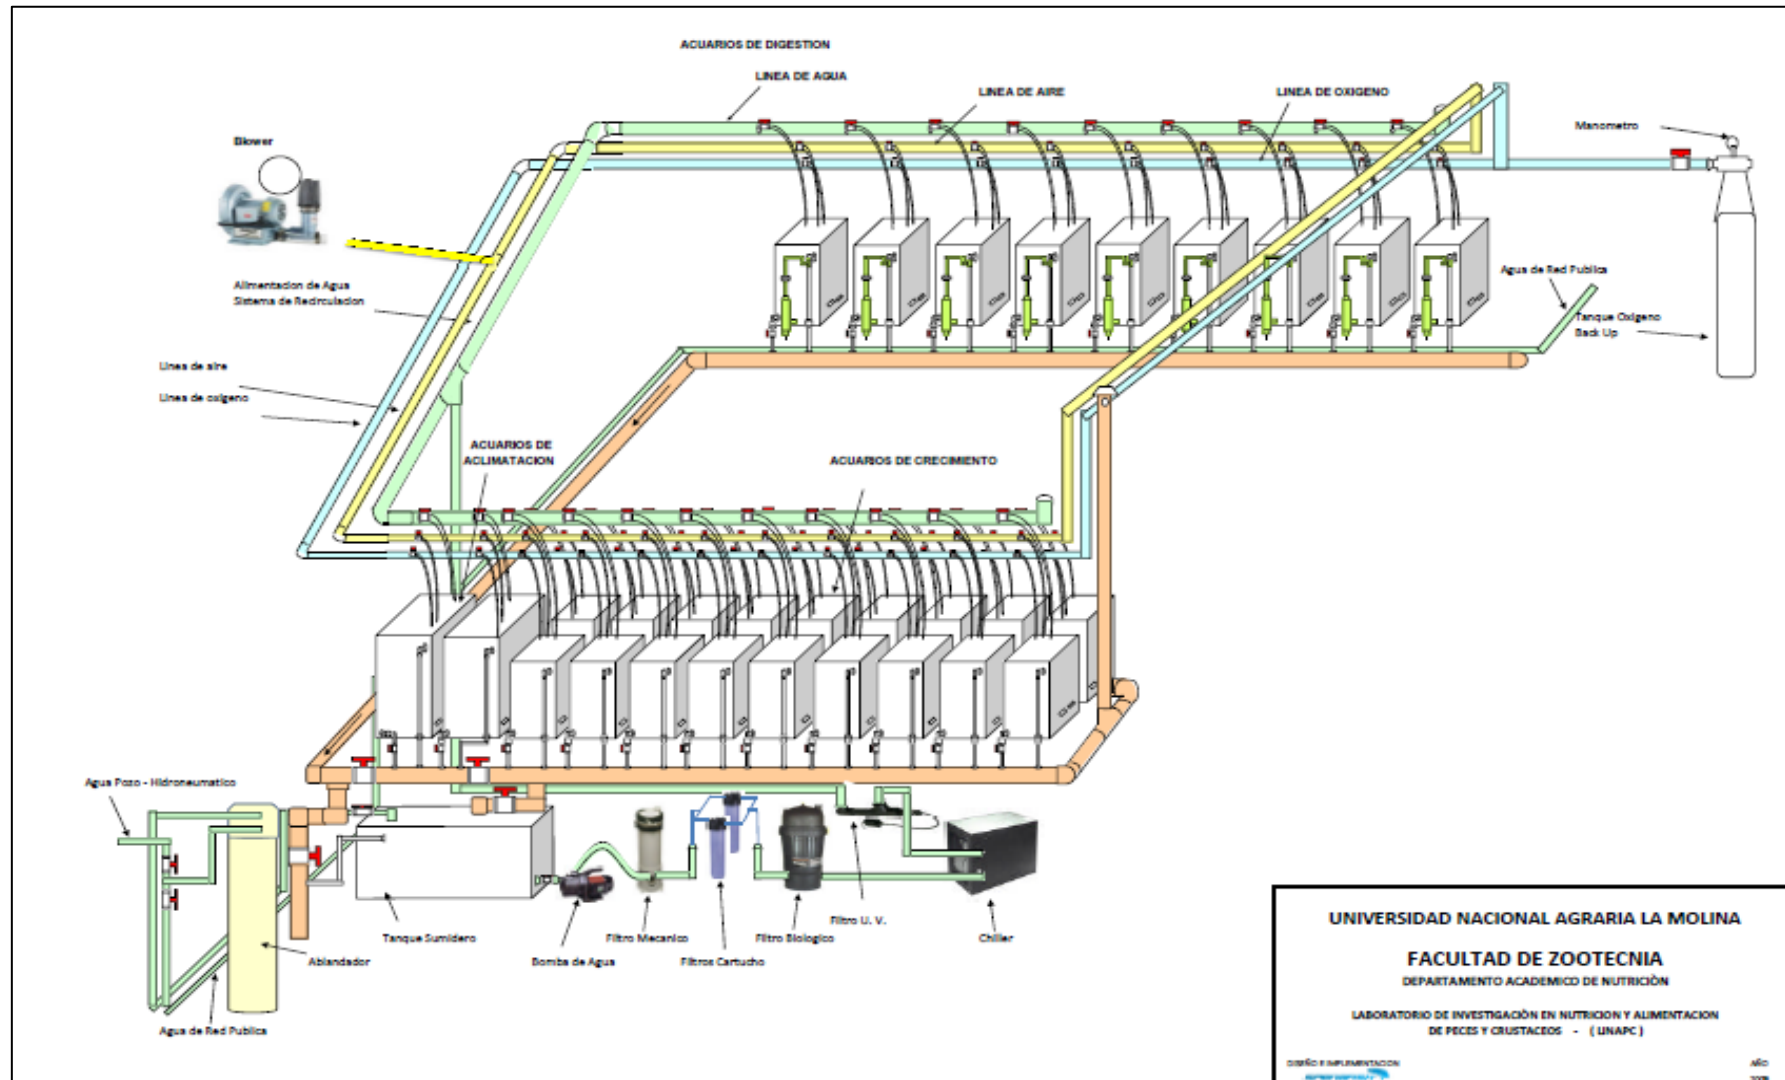 ACUARIOS DE DIGESTION
LINEA DE AGUA
LINEA DE AIRE
LINEA DE OXIGENO
Manometro
Blower
Alimentacion de Agua
Sistema de Recirculacion
Agua de Red Publica
Tanque Oxigeno
Back Up
Linea de aire
Linea de oxigeno
ACUARIOS DE
ACLIMATACION
ACUARIOS DE CRECIMIENTO
Agua Pozo - Hidroneumatico
Tanque Sumidero
Bomba de Agua
Filtro Mecanico
Filtros Cartucho
Filtro Biologico
Filtro U. V.
Chiller
Ablandador
Agua de Red Publica
UNIVERSIDAD NACIONAL AGRARIA LA MOLINA
FACULTAD DE ZOOTECNIA
DEPARTAMENTO ACADEMICO DE NUTRICIÒN
LABORATORIO DE INVESTIGACIÒN EN NUTRICION Y ALIMENTACION
DE PECES Y CRUSTACEOS - ( LINAPC )
DISEÑO E IMPLEMENTACION
AÑO